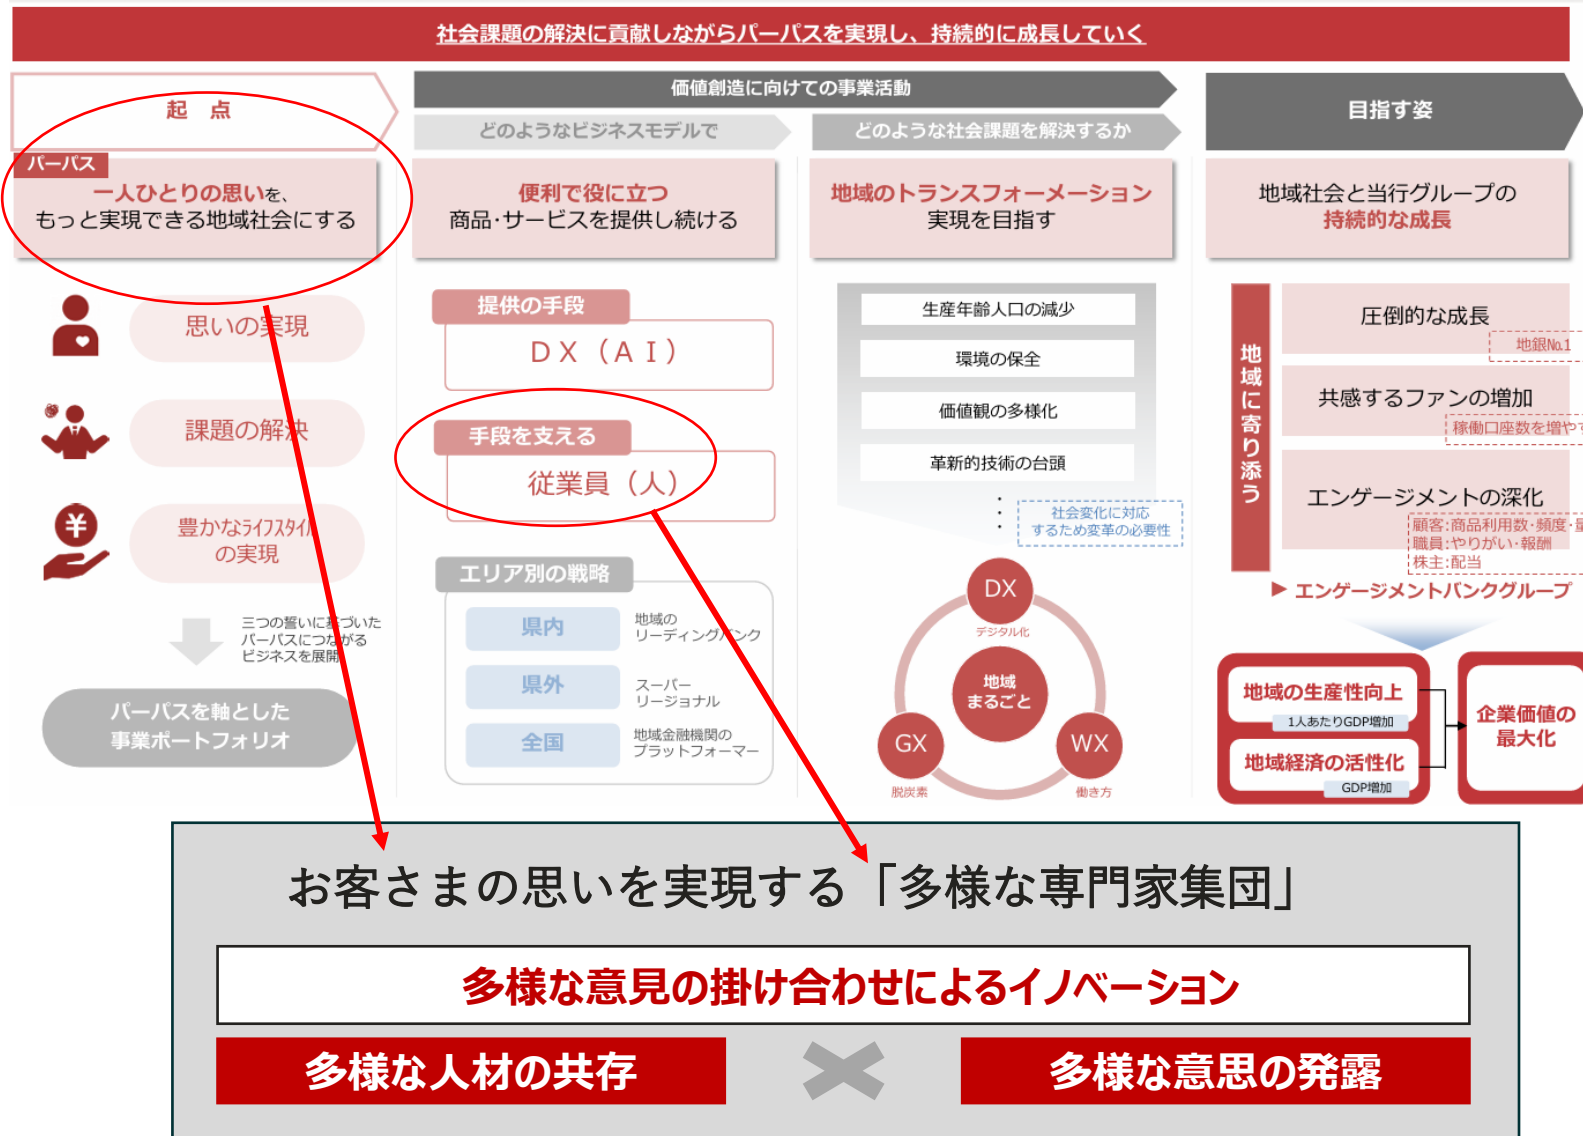 社会課題の解決に貢献しながらパーパスを実現し、持続的に成長していく
起 点
パーパス
一人ひとりの思いを、
もっと実現できる地域社会にする
思いの実現
課題の解決
¥
豊かなライフスタイル
の実現
三つの誓いに基づいた
パーパスにつながる
ビジネスを展開
パーパスを軸とした
事業ポートフォリオ
価値創造に向けての事業活動
どのようなビジネスモデルで
便利で役に立つ
商品・サービスを提供し続ける
提供の手段
DX（AI）
手段を支える
従業員（人）
エリア別の戦略
県内
地域の
リーディングバンク
県外
スーパー
リージョナル
全国
地域金融機関の
プラットフォーマー
どのような社会課題を解決するか
地域のトランスフォーメーション
実現を目指す
生産年齢人口の減少
環境の保全
価値観の多様化
革新的技術の台頭
・
・
・
社会変化に対応
するため変革の必要性
DX
デジタル化
地域
まるごと
GX
脱炭素
WX
働き方
目指す姿
地域社会と当行グループの
持続的な成長
地域に寄り添う
圧倒的な成長
地銀No.1
共感するファンの増加
稼働口座数を増やす
エンゲージメントの深化
顧客:商品利用数・頻度・量
職員:やりがい・報酬
株主:配当
▶ エンゲージメントバンクグループ
地域の生産性向上
1人あたりGDP増加
地域経済の活性化
GDP増加
企業価値の
最大化
お客さまの思いを実現する「多様な専門家集団」
多様な意見の掛け合わせによるイノベーション
多様な人材の共存
多様な意思の発露